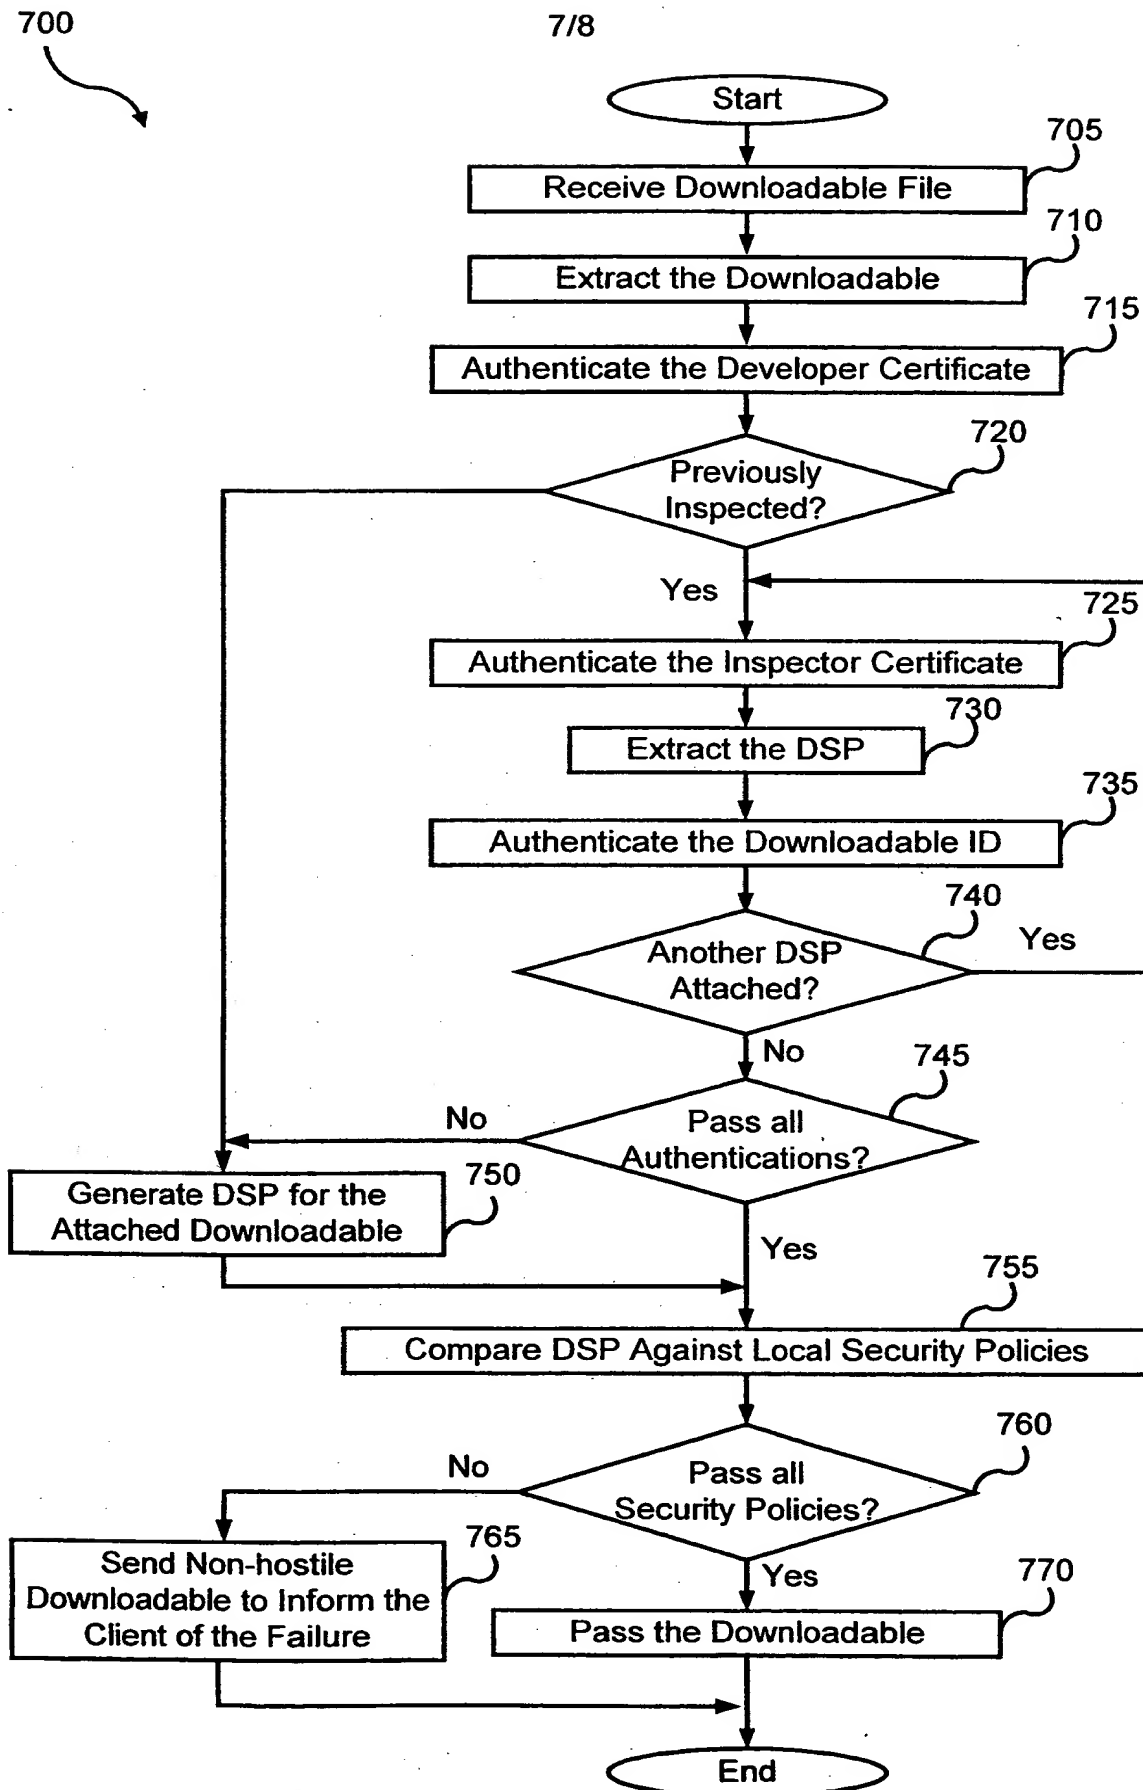 700
7/8
Start
705
Receive Downloadable File
710
Extract the Downloadable
715
Authenticate the Developer Certificate
720
Previously
Inspected?
Yes
725
Authenticate the Inspector Certificate
730
Extract the DSP
735
Authenticate the Downloadable ID
740
Another DSP
Attached?
Yes
No
745
Pass all
Authentications?
No
750
Generate DSP for the
Attached Downloadable
Yes
755
Compare DSP Against Local Security Policies
760
Pass all
Security Policies?
No
765
Send Non-hostile
Downloadable to Inform the
Client of the Failure
Yes
770
Pass the Downloadable
End